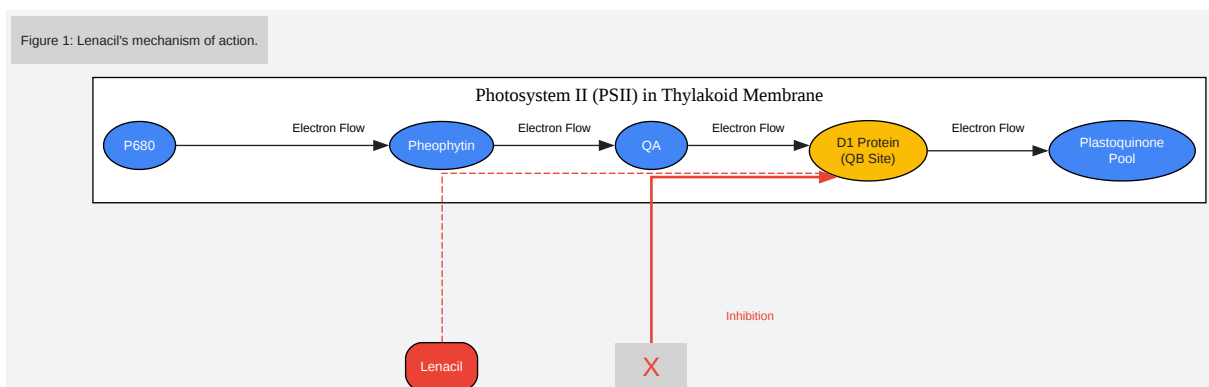 Figure 1: Lenacil's mechanism of action.
Photosystem II (PSII) in Thylakoid Membrane
P680
Electron Flow
Pheophytin
Electron Flow
QA
Electron Flow
D1 Protein
(QB Site)
Electron Flow
Plastoquinone
Pool
Inhibition
Lenacil
X